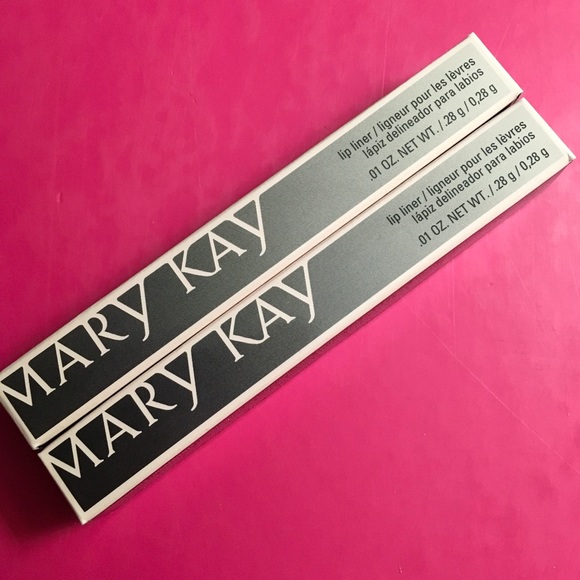 MARY KAY
lip liner / ligneur pour les lèvres
lápiz delineador para labios
.01 OZ. NET WT. / .28 g / 0,28 g
MARY KAY
lip liner / ligneur pour les lèvres
lápiz delineador para labios
.01 OZ. NET WT. / .28 g / 0,28 g